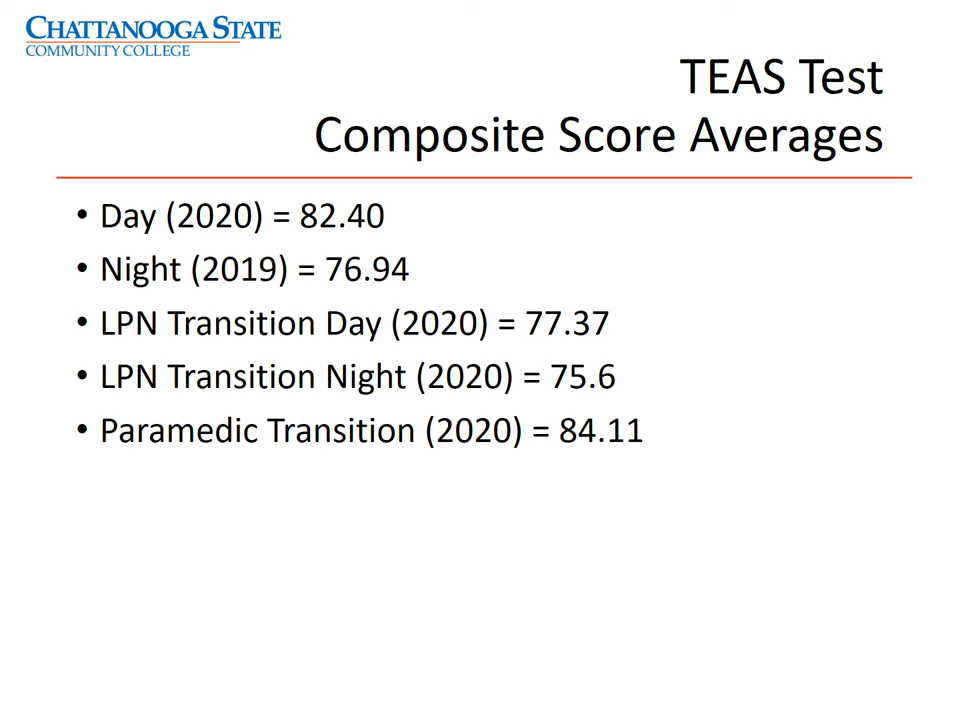 CHATTANOOGA STATE
COMMUNITY COLLEGE
TEAS Test
Composite Score Averages
• Day (2020) = 82.40
• Night (2019) = 76.94
• LPN Transition Day (2020) = 77.37
• LPN Transition Night (2020) = 75.6
• Paramedic Transition (2020) = 84.11